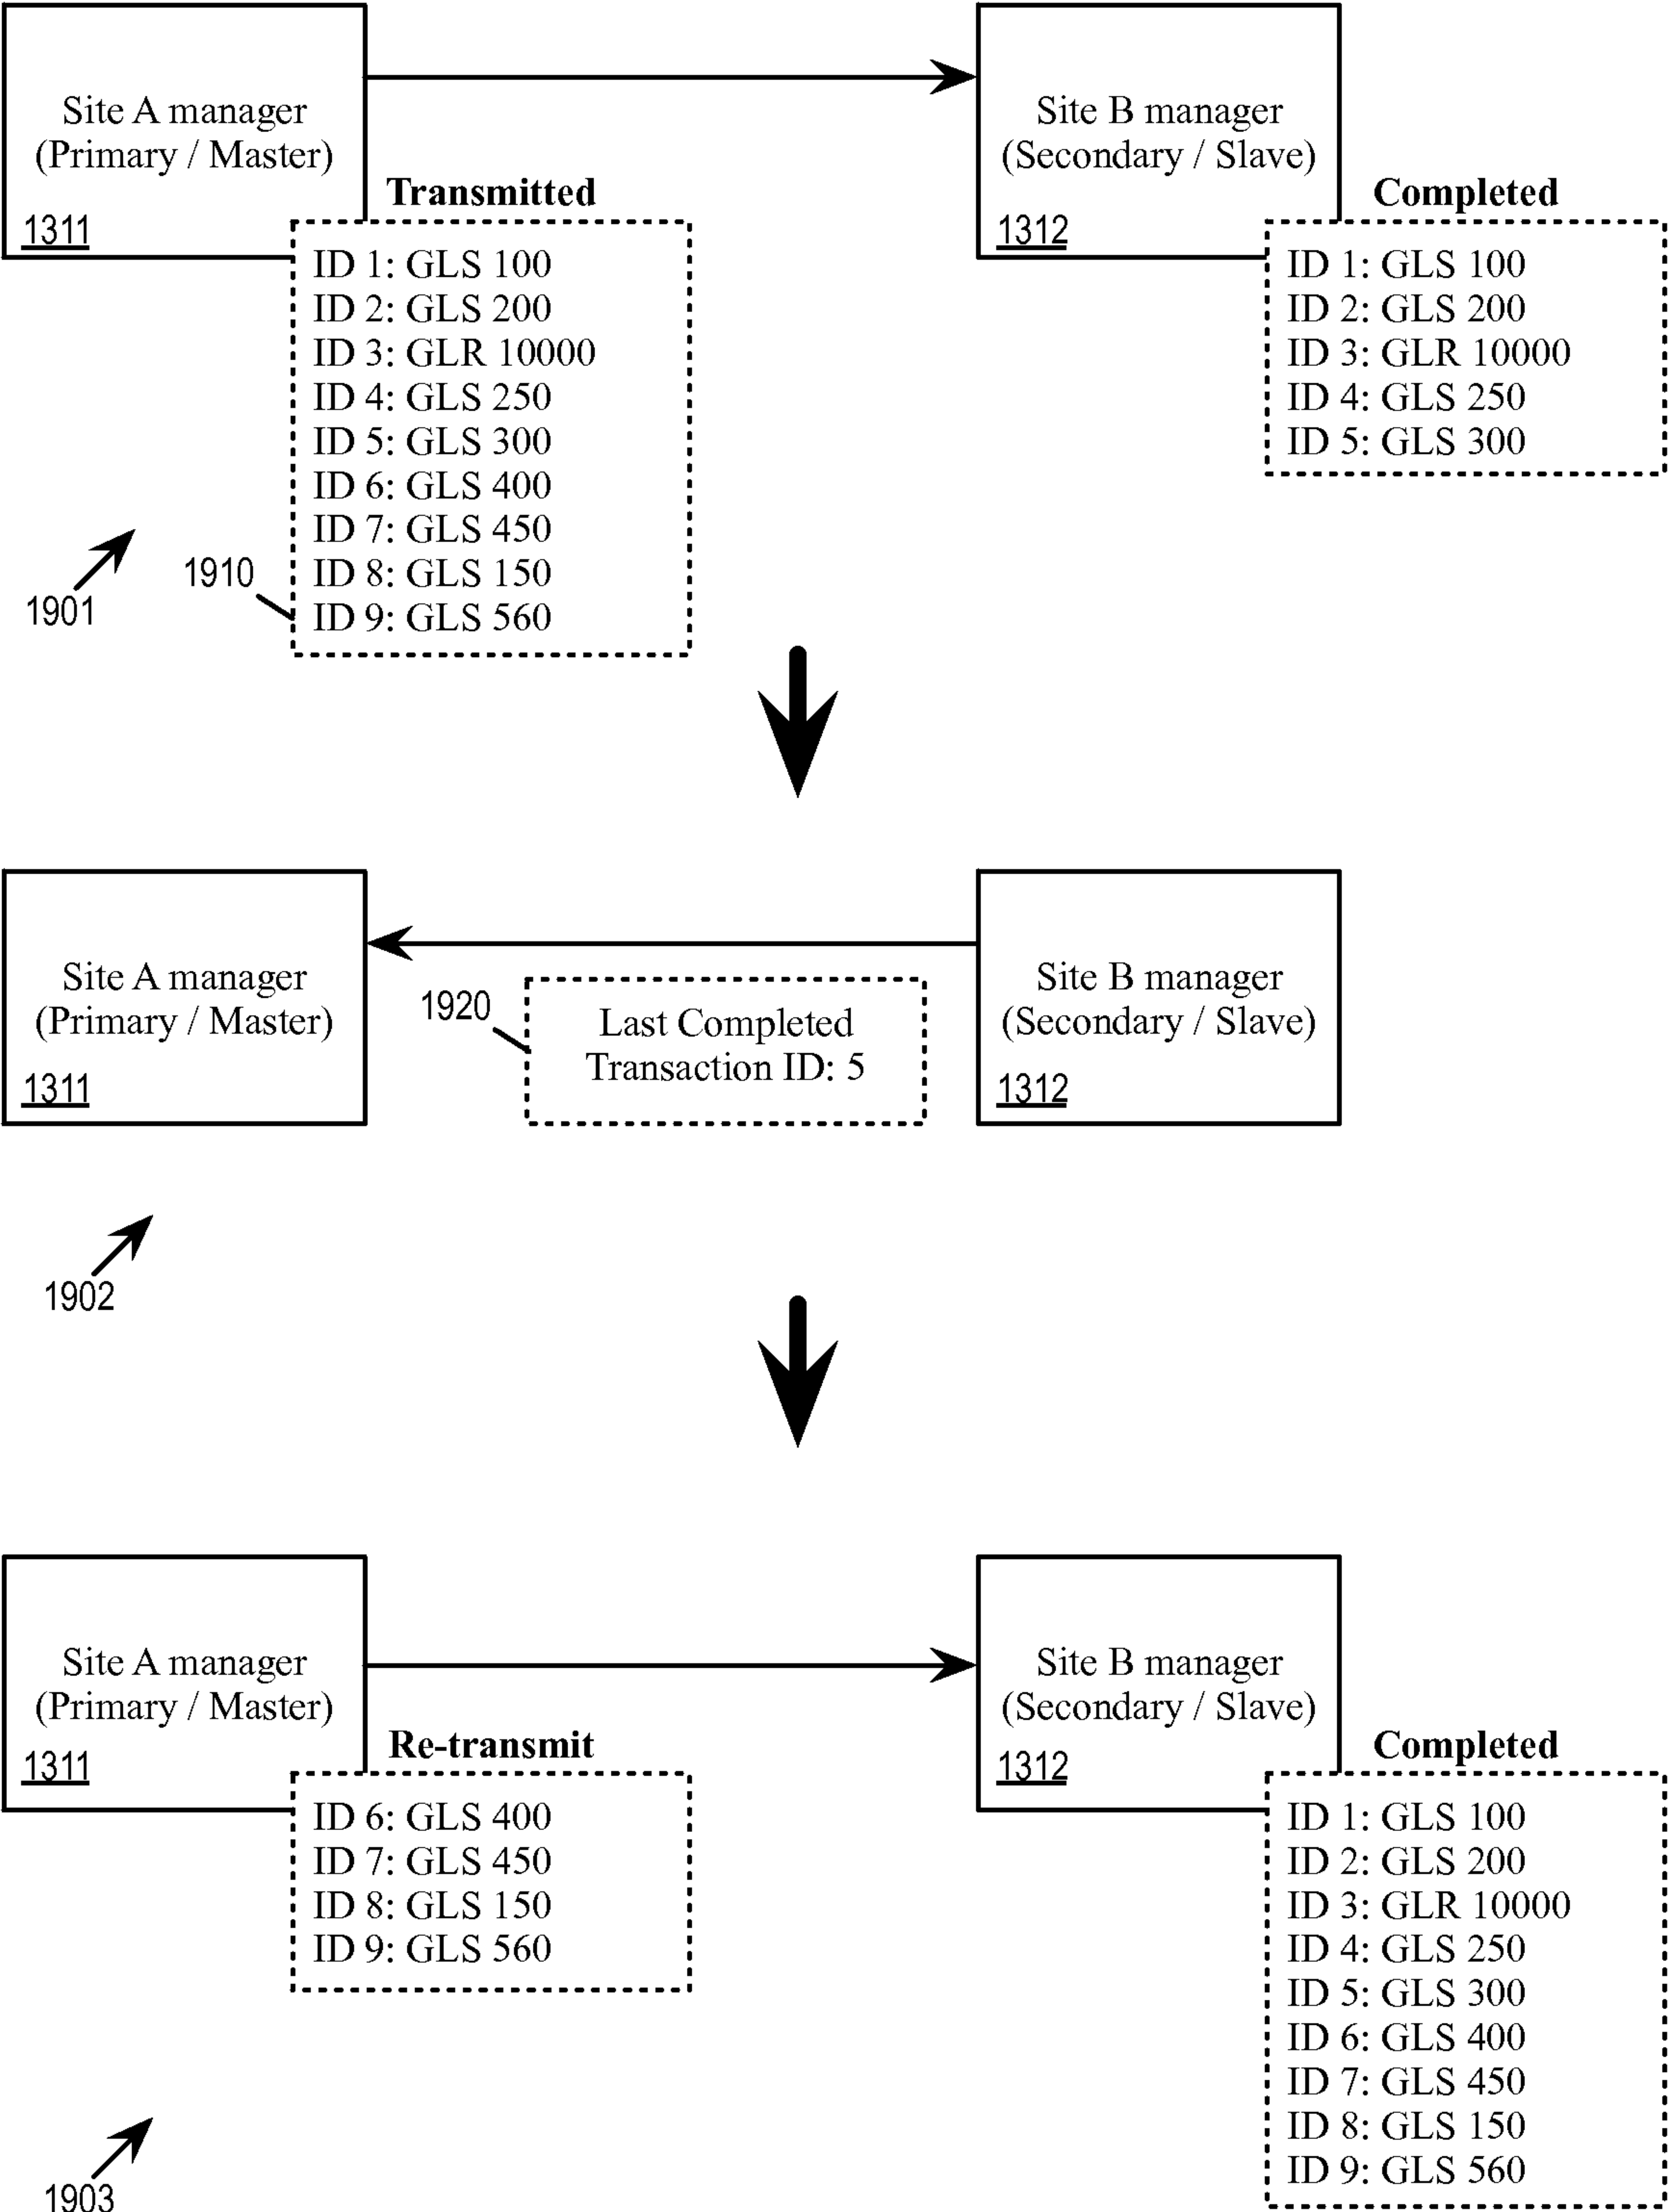 Site A manager
(Primary / Master)
1311
Transmitted
ID 1: GLS 100
ID 2: GLS 200
ID 3: GLR 10000
ID 4: GLS 250
ID 5: GLS 300
ID 6: GLS 400
ID 7: GLS 450
ID 8: GLS 150
ID 9: GLS 560
1910
1901
Site B manager
(Secondary / Slave)
1312
Completed
ID 1: GLS 100
ID 2: GLS 200
ID 3: GLR 10000
ID 4: GLS 250
ID 5: GLS 300
Site A manager
(Primary / Master)
1311
1920
Last Completed
Transaction ID: 5
Site B manager
(Secondary / Slave)
1312
1902
Site A manager
(Primary / Master)
1311
Re-transmit
ID 6: GLS 400
ID 7: GLS 450
ID 8: GLS 150
ID 9: GLS 560
Site B manager
(Secondary / Slave)
1312
Completed
ID 1: GLS 100
ID 2: GLS 200
ID 3: GLR 10000
ID 4: GLS 250
ID 5: GLS 300
ID 6: GLS 400
ID 7: GLS 450
ID 8: GLS 150
ID 9: GLS 560
1903